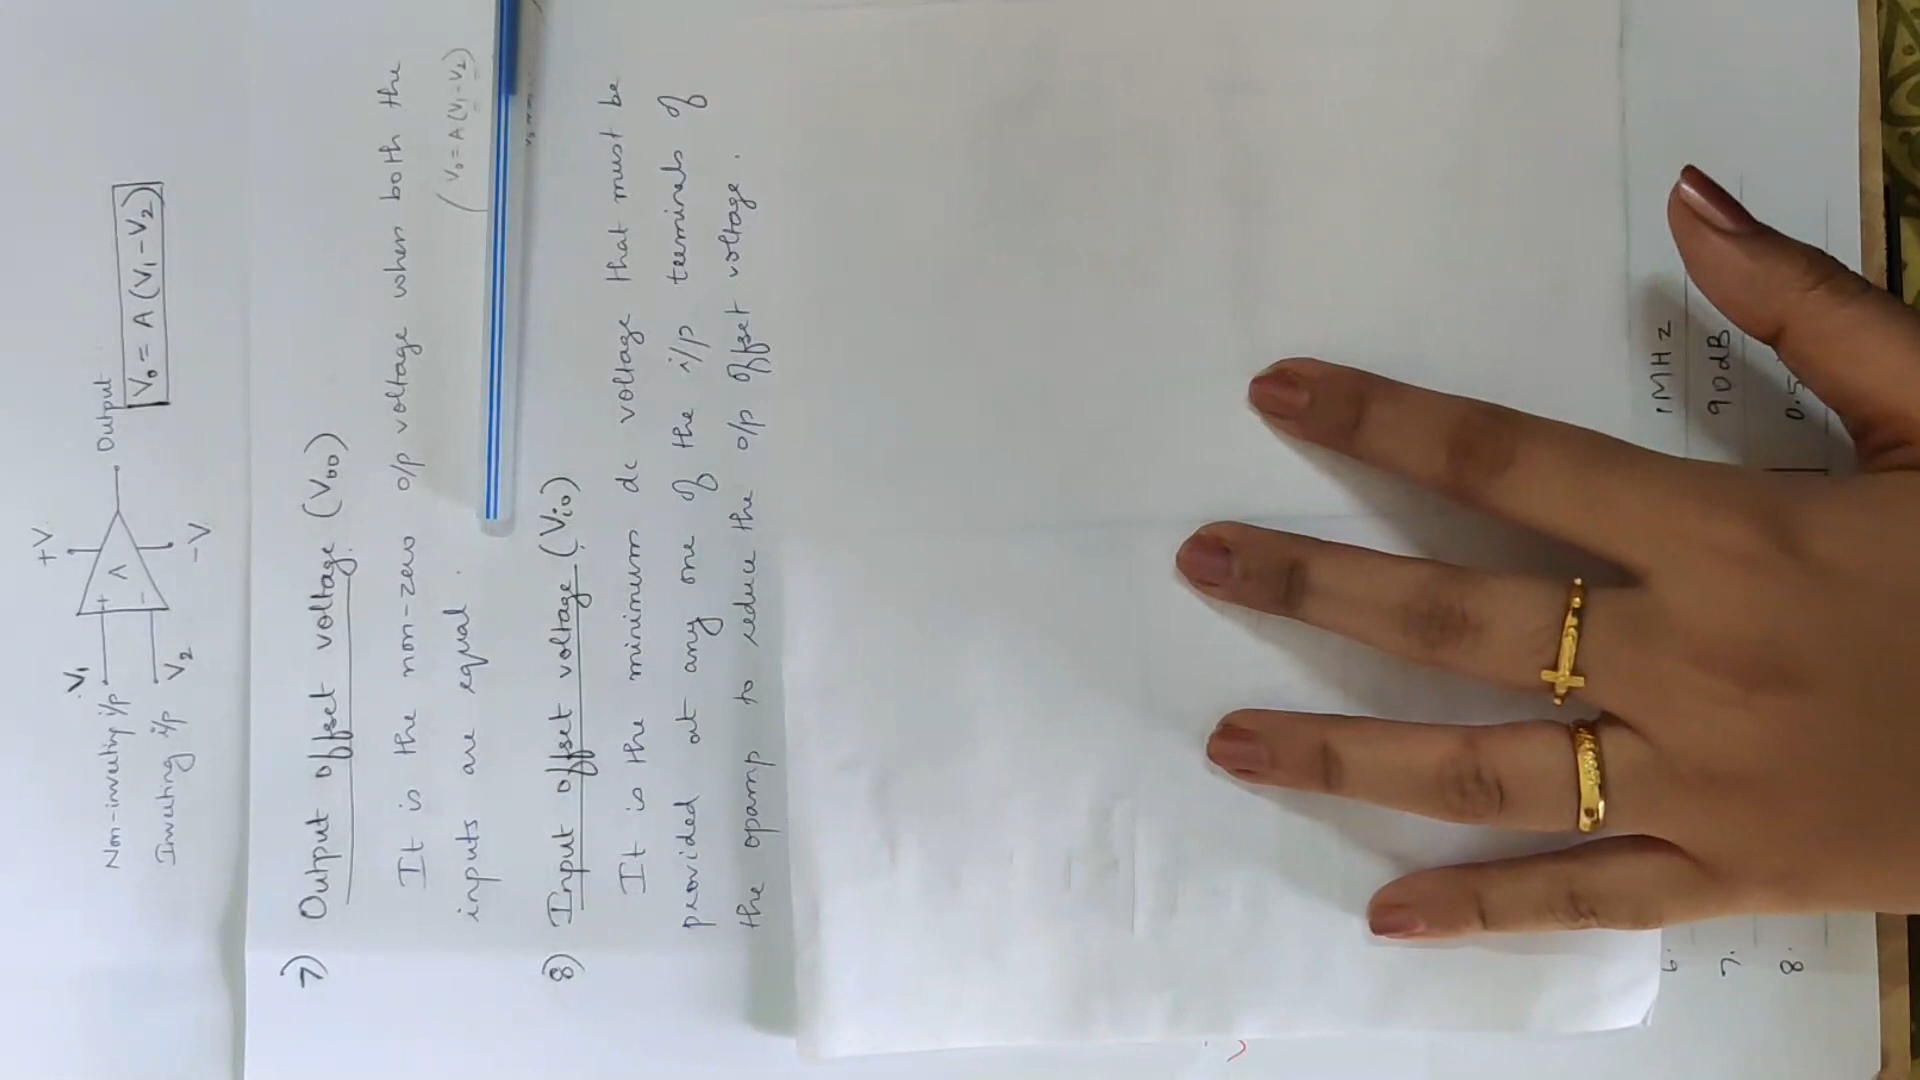 +V
V1
Non-inverting i/p
+
A
-
Output
Inverting i/p
V2
-V
V0 = A (V1 - V2)
7) Output offset voltage (V00)
It is the non-zero o/p voltage when both the
inputs are equal.
(V0 = A (V1 - V2)
8) Input offset voltage (Vio)
It is the minimum dc voltage that must be
provided at any one of the i/p terminals of
the opamp to reduce the o/p offset voltage.
6. 1MHz
7. 90dB
8.